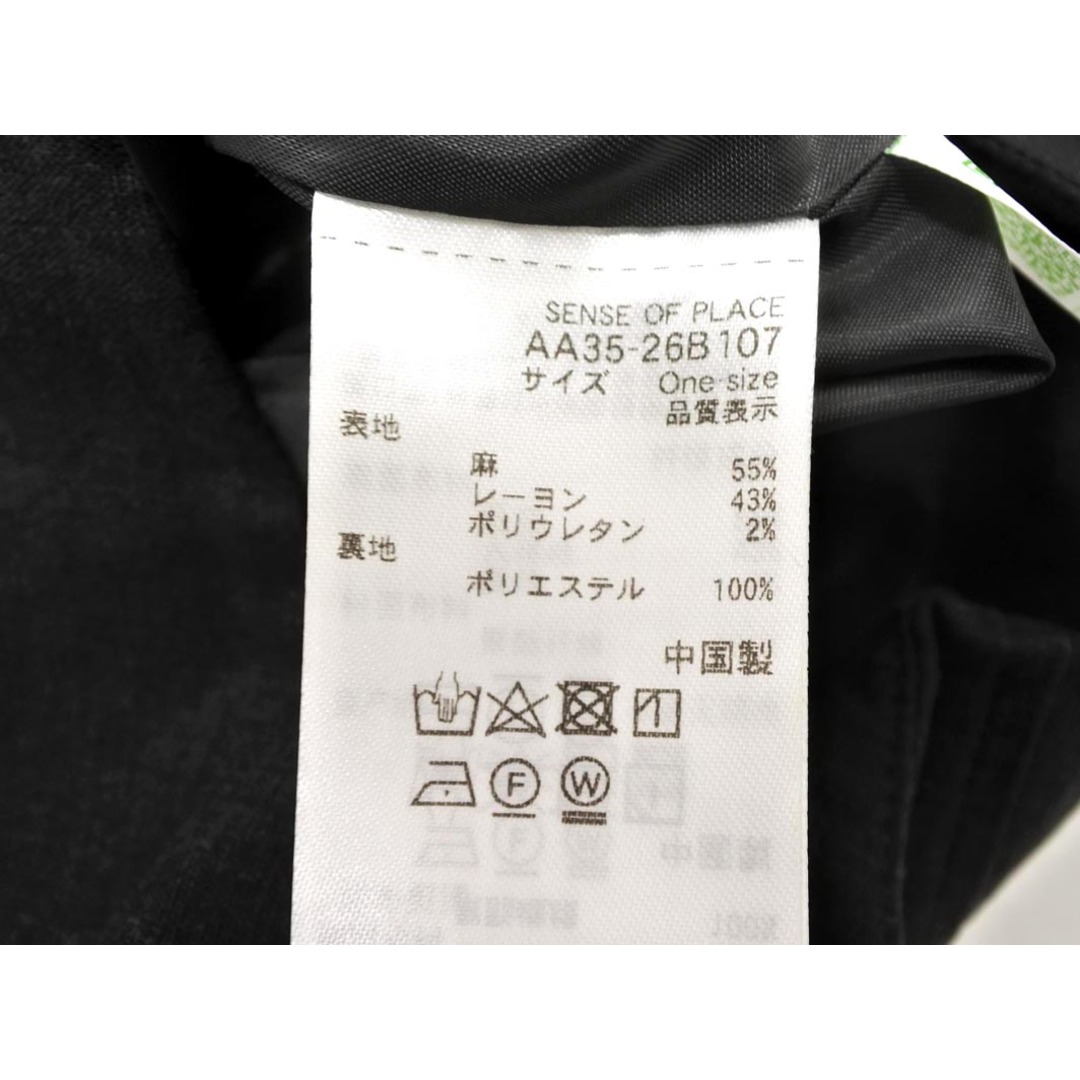 SENSE OF PLACE
AA35-26B107
サイズ One size
品質表示
表地
麻 55%
レーヨン 43%
ポリウレタン 2%
裏地
ポリエステル 100%
中国製
F W